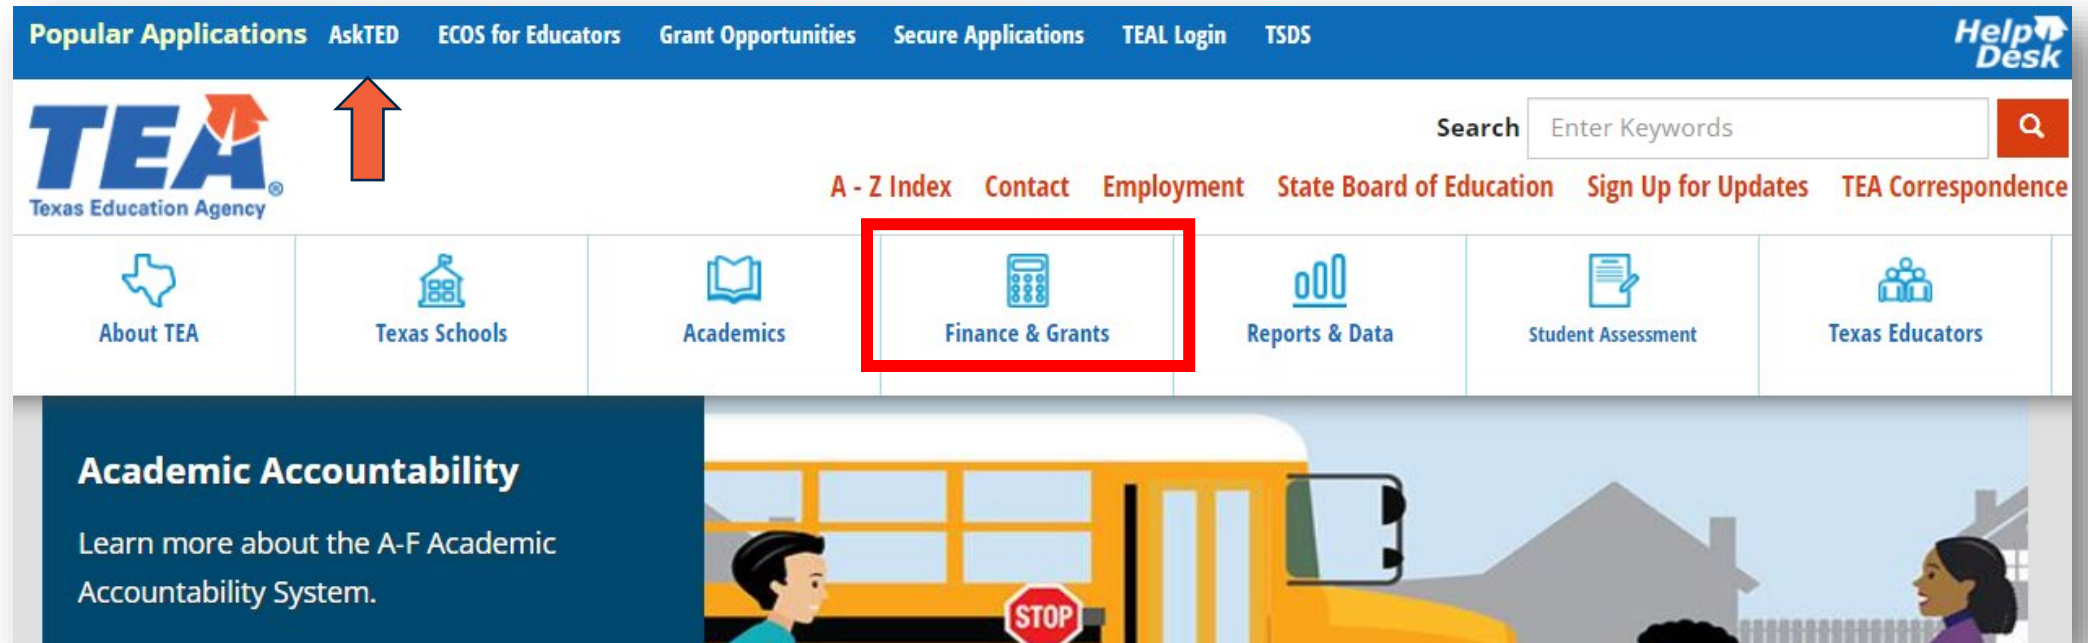 Popular Applications AskTED ECOS for Educators Grant Opportunities Secure Applications TEAL Login TSDS
Help
Desk
TEA
Texas Education Agency
Search Enter Keywords
A - Z Index Contact Employment State Board of Education Sign Up for Updates TEA Correspondence
About TEA Texas Schools Academics Finance & Grants Reports & Data Student Assessment Texas Educators
Academic Accountability
Learn more about the A-F Academic
Accountability System.
STOP